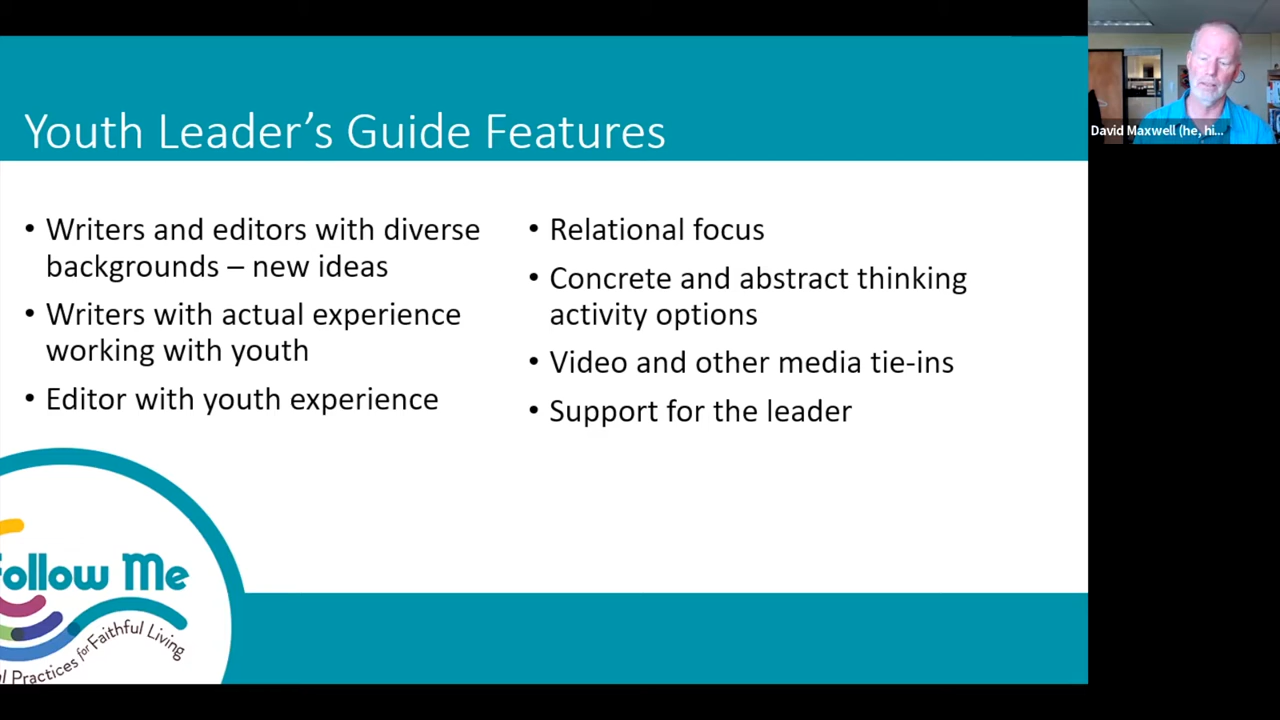 Youth Leader’s Guide Features
• Writers and editors with diverse
backgrounds – new ideas
• Writers with actual experience
working with youth
• Editor with youth experience
• Relational focus
• Concrete and abstract thinking
activity options
• Video and other media tie-ins
• Support for the leader
David Maxwell (he, hi...
ollow Me
Practices for Faithful Living